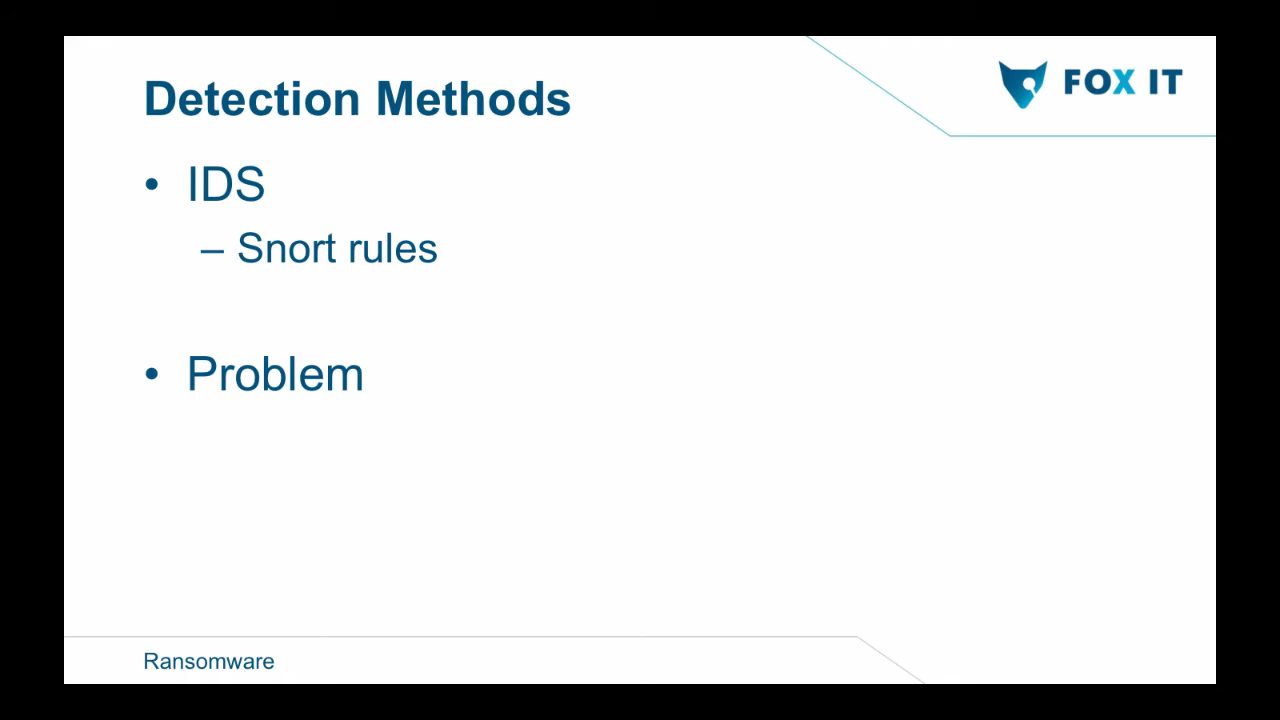 FOX IT
Detection Methods
• IDS
– Snort rules
• Problem
Ransomware